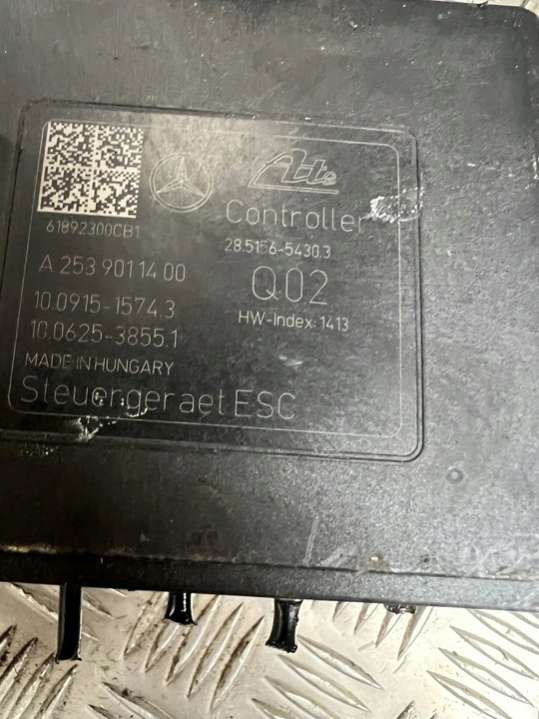 Ate
61892300CB1
Controller
28.5156-5430.3
A 253 901 14 00
Q02
10.0915-1574.3
HW-Index: 1413
10.0625-3855.1
MADE IN HUNGARY
Steuergeraet ESC